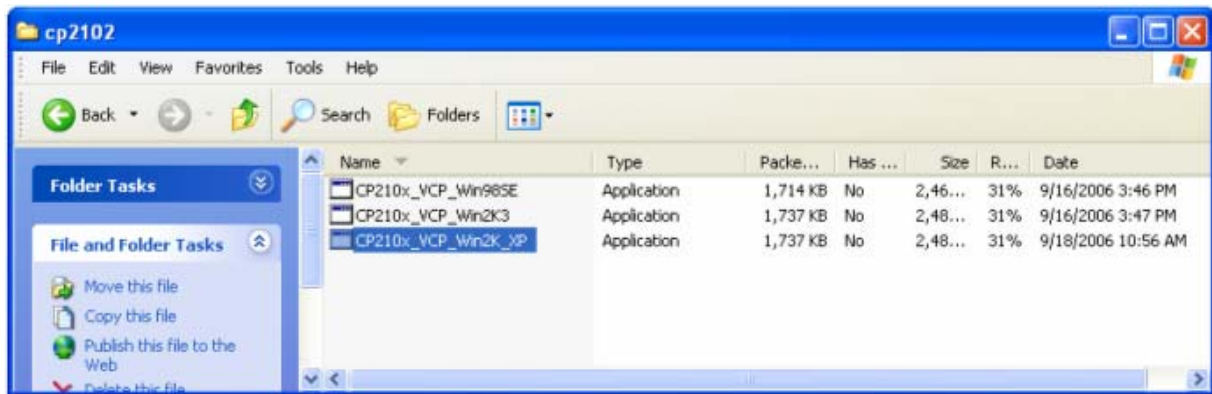 cp2102
File Edit View Favorites Tools Help
Back Search Folders
Folder Tasks
File and Folder Tasks
Move this file
Copy this file
Publish this file to the
Web
Delete this file
Name Type Packe... Has ... Size R... Date
CP210x_VCP_Win98SE Application 1,714 KB No 2,46... 31% 9/16/2006 3:46 PM
CP210x_VCP_Win2K3 Application 1,737 KB No 2,48... 31% 9/16/2006 3:47 PM
CP210x_VCP_Win2K_XP Application 1,737 KB No 2,48... 31% 9/18/2006 10:56 AM